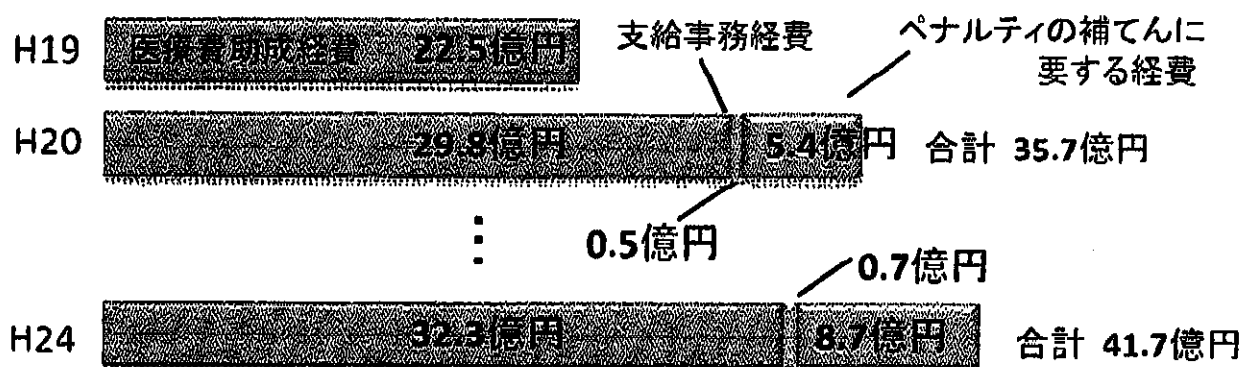 H19 医療費助成経費 22.5億円
支給事務経費
ペナルティの補てんに
要する経費
H20 29.8億円 5.4億円 合計 35.7億円
0.5億円
0.7億円
H24 32.3億円 8.7億円 合計 41.7億円